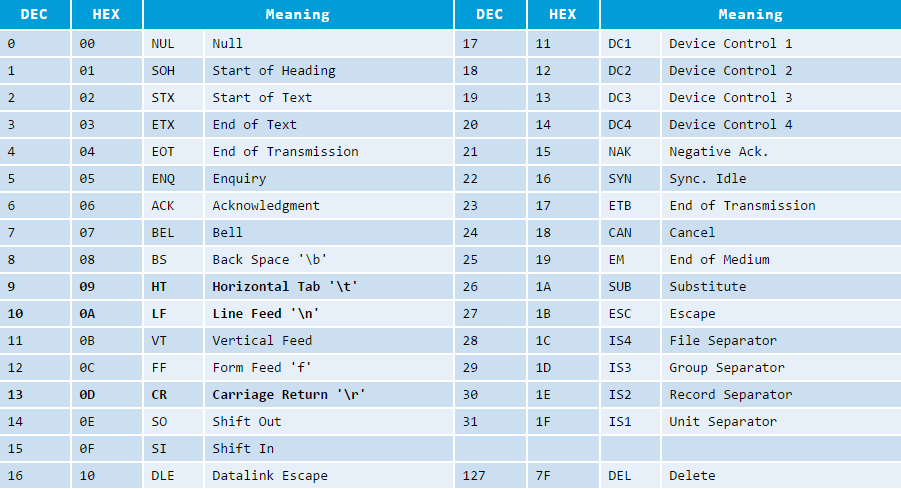 DEC HEX Meaning DEC HEX Meaning
0 00 NUL Null 17 11 DC1 Device Control 1
1 01 SOH Start of Heading 18 12 DC2 Device Control 2
2 02 STX Start of Text 19 13 DC3 Device Control 3
3 03 ETX End of Text 20 14 DC4 Device Control 4
4 04 EOT End of Transmission 21 15 NAK Negative Ack.
5 05 ENQ Enquiry 22 16 SYN Sync. Idle
6 06 ACK Acknowledgment 23 17 ETB End of Transmission
7 07 BEL Bell 24 18 CAN Cancel
8 08 BS Back Space '\b' 25 19 EM End of Medium
9 09 HT Horizontal Tab '\t' 26 1A SUB Substitute
10 0A LF Line Feed '\n' 27 1B ESC Escape
11 0B VT Vertical Feed 28 1C IS4 File Separator
12 0C FF Form Feed 'f' 29 1D IS3 Group Separator
13 0D CR Carriage Return '\r' 30 1E IS2 Record Separator
14 0E SO Shift Out 31 1F IS1 Unit Separator
15 0F SI Shift In
16 10 DLE Datalink Escape 127 7F DEL Delete